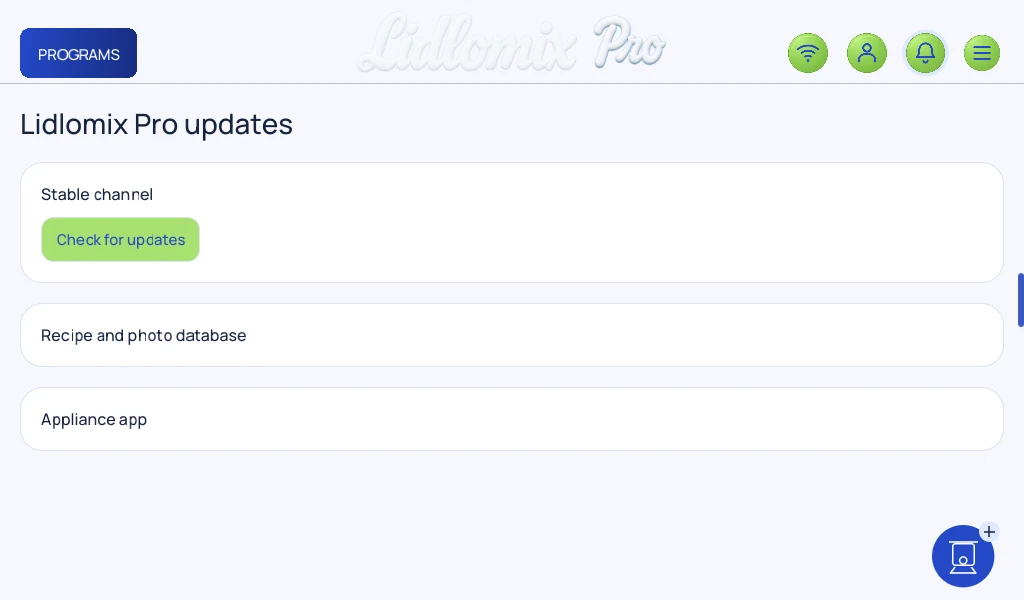 PROGRAMS
Lidlomix Pro
Lidlomix Pro updates
Stable channel
Check for updates
Recipe and photo database
Appliance app